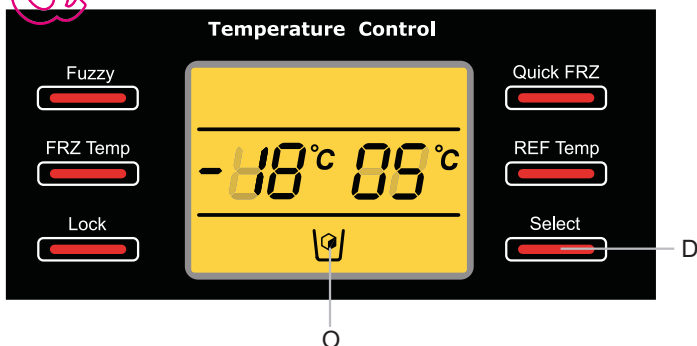 Temperature Control
Fuzzy
Quick FRZ
FRZ Temp
-18°C 05°C
REF Temp
Lock
Select
D
O